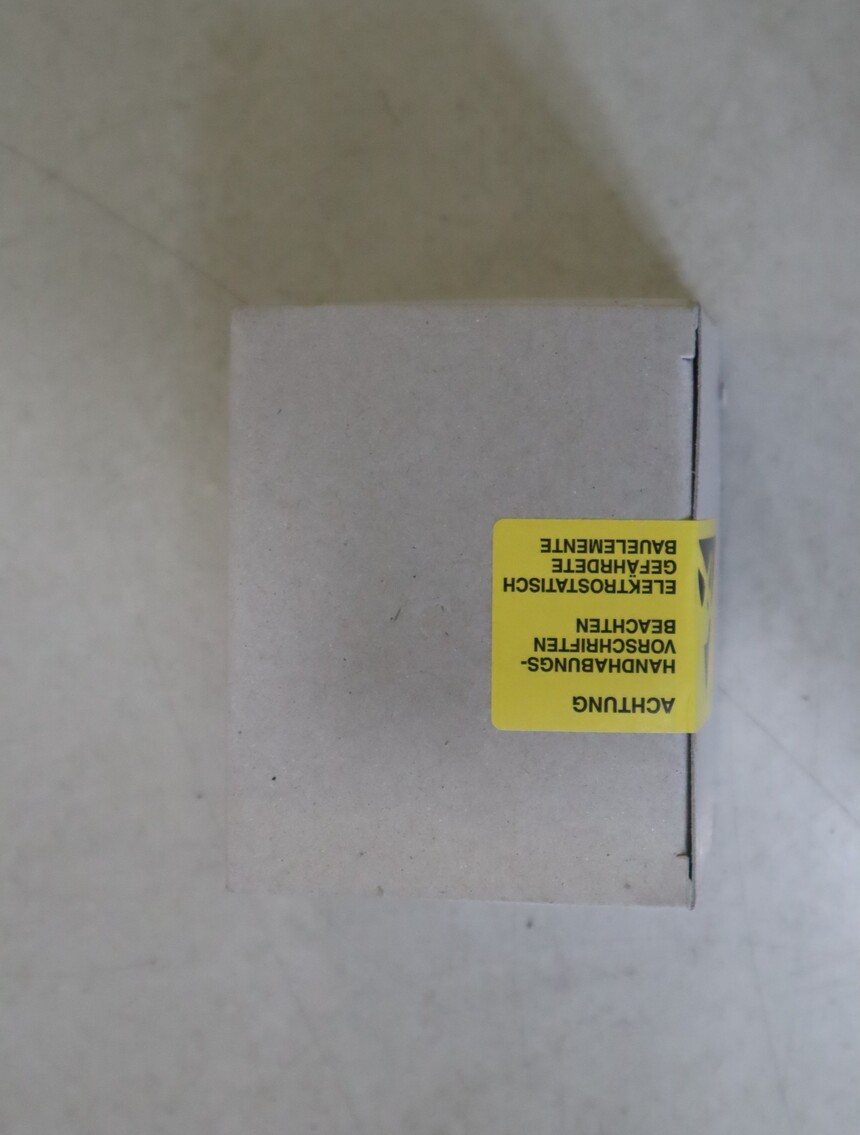 ACHTUNG
HANDHABUNGS-
VORSCHRIFTEN
BEACHTEN
ELEKTROSTATISCH
GEFÄHRDETE
BAUELEMENTE